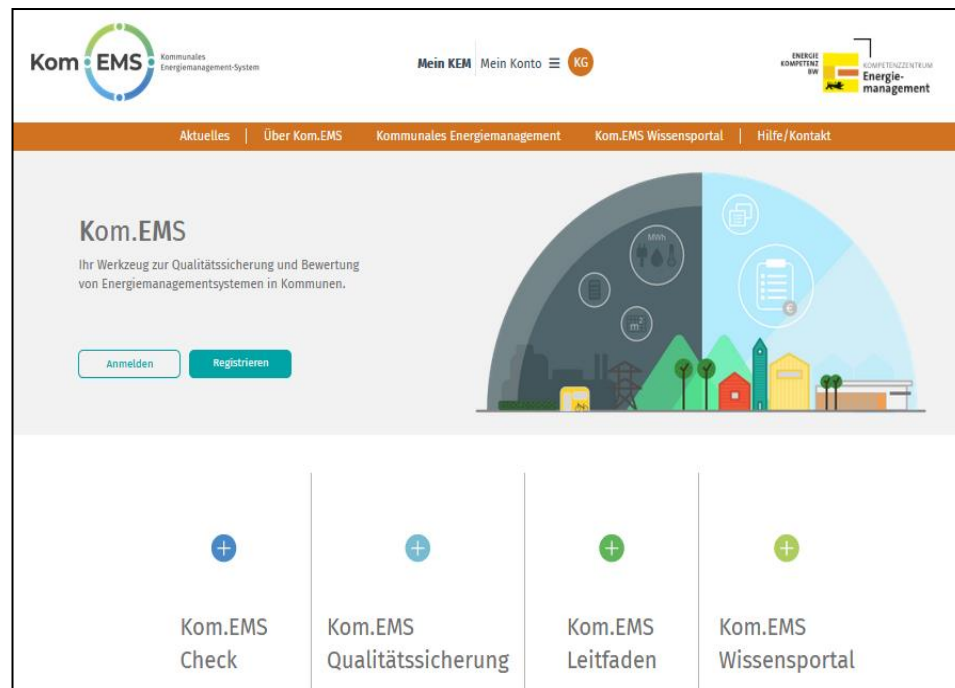 Kom EMS
Kommunales
Energiemanagement-System
Mein KEM Mein Konto ☰ KG
ENERGIE
KOMPETENZ
BW
KOMPETENZZENTRUM
Energie-
management
Aktuelles | Über Kom.EMS Kommunales Energiemanagement Kom.EMS Wissensportal | Hilfe/Kontakt
Kom.EMS
Ihr Werkzeug zur Qualitätssicherung und Bewertung
von Energiemanagementsystemen in Kommunen.
Anmelden Registrieren
MWh
m²
€
Kom.EMS
Check
Kom.EMS
Qualitätssicherung
Kom.EMS
Leitfaden
Kom.EMS
Wissensportal